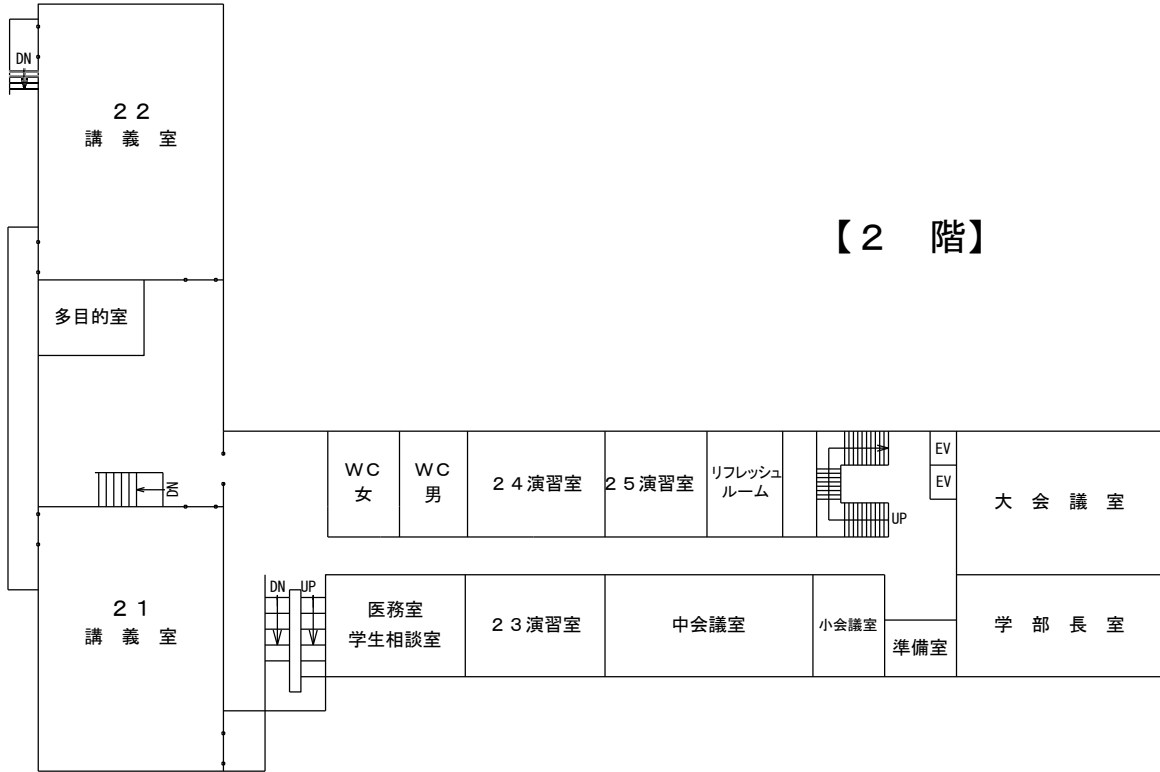 DN
２２
講 義 室
【２ 階】
多目的室
DN
２１
講 義 室
WC
女
WC
男
２４演習室
２５演習室
リフレッシュ
ルーム
UP
EV
EV
大 会 議 室
DN UP
医務室
学生相談室
２３演習室
中会議室
小会議室
準備室
学 部 長 室